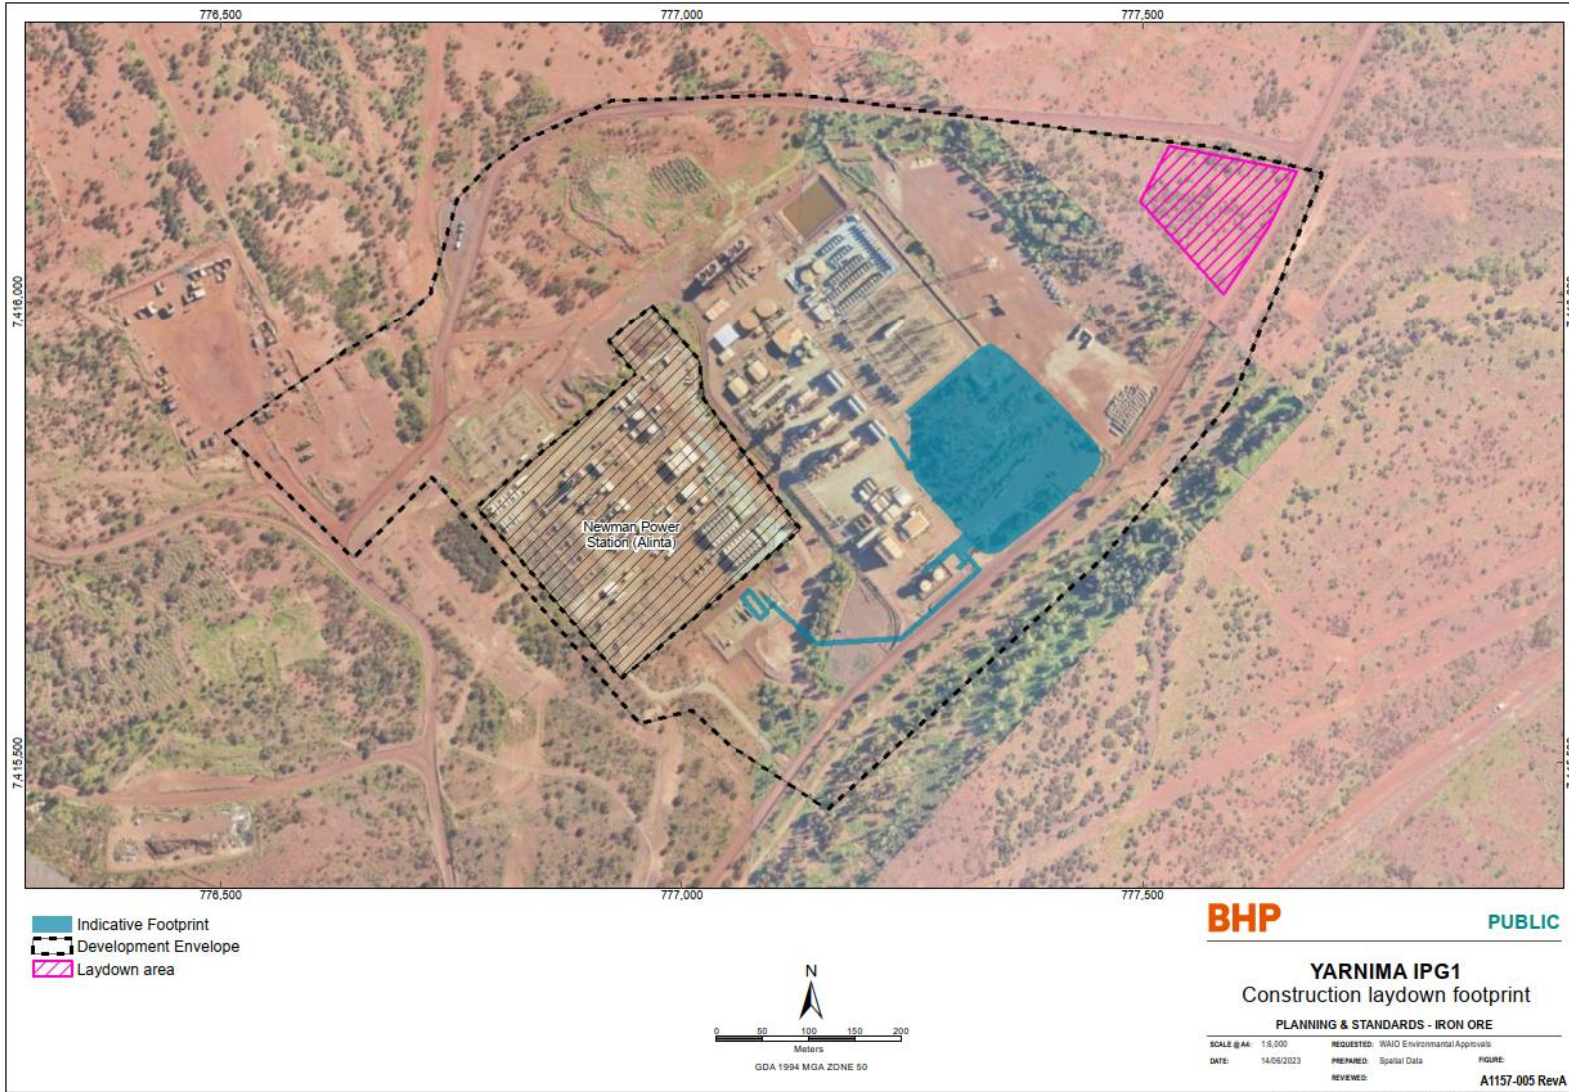 776,500
777,000
777,500
7,416,000
7,415,500
Newman Power
Station (Alinta)
776,500
777,000
777,500
Indicative Footprint
Development Envelope
Laydown area
N
0 50 100 150 200
Meters
GDA 1994 MGA ZONE 50
BHP
PUBLIC
YARNIMA IPG1
Construction laydown footprint
PLANNING & STANDARDS - IRON ORE
SCALE @ A4: 1:6,000 REQUESTED: WAIO Environmental Approvals
DATE: 14/06/2023 PREPARED: Spatial Data FIGURE:
REVIEWED: A1157-005 RevA